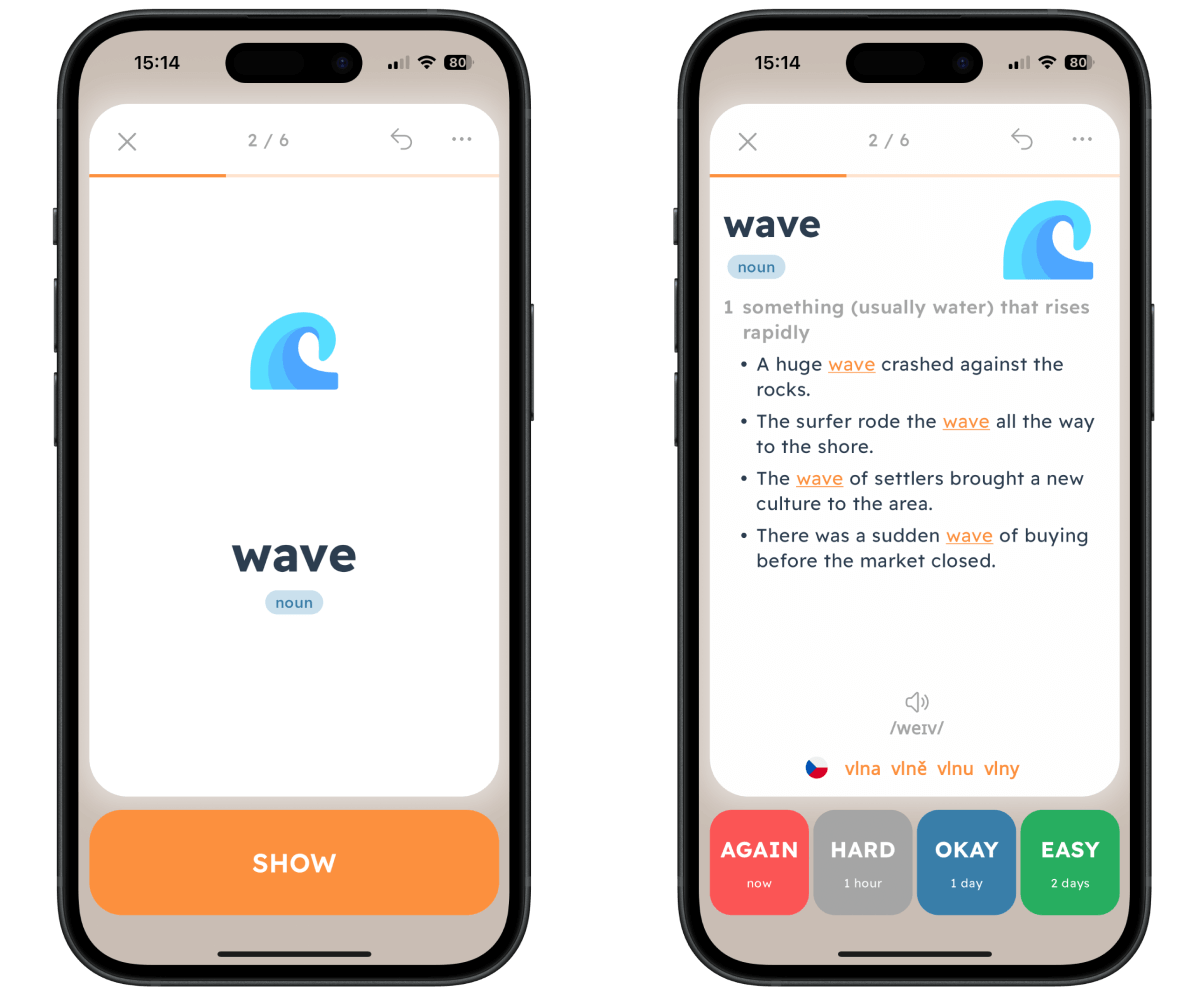 15:14
80
2 / 6
wave
noun
SHOW
15:14
80
2 / 6
wave
noun
1 something (usually water) that rises
rapidly
• A huge wave crashed against the
rocks.
• The surfer rode the wave all the way
to the shore.
• The wave of settlers brought a new
culture to the area.
• There was a sudden wave of buying
before the market closed.
/weɪv/
vlna vlně vlnu vlny
AGAIN
now
HARD
1 hour
OKAY
1 day
EASY
2 days